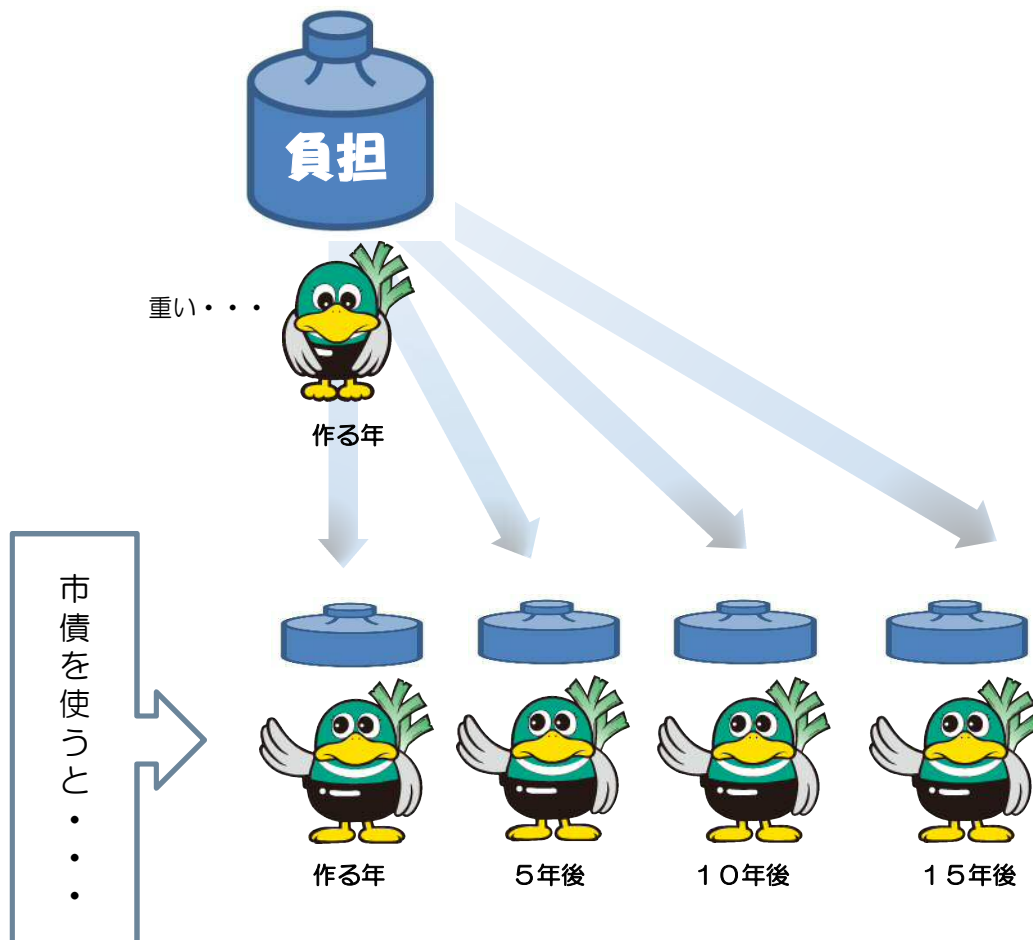 負担
重い・・・
作る年
市債を使うと・・・
作る年
５年後
１０年後
１５年後